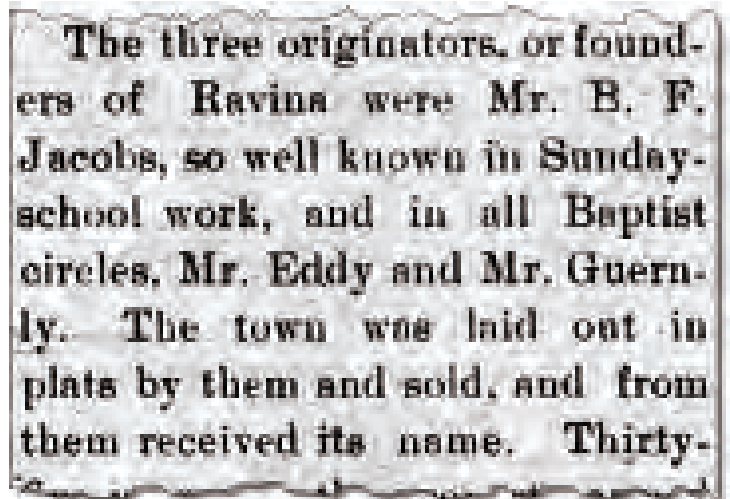 The three originators, or found-
ers of Ravina were Mr. B. F.
Jacobs, so well known in Sunday-
school work, and in all Baptist
circles, Mr. Eddy and Mr. Guern-
ly. The town was laid out in
plats by them and sold, and from
them received its name. Thirty-